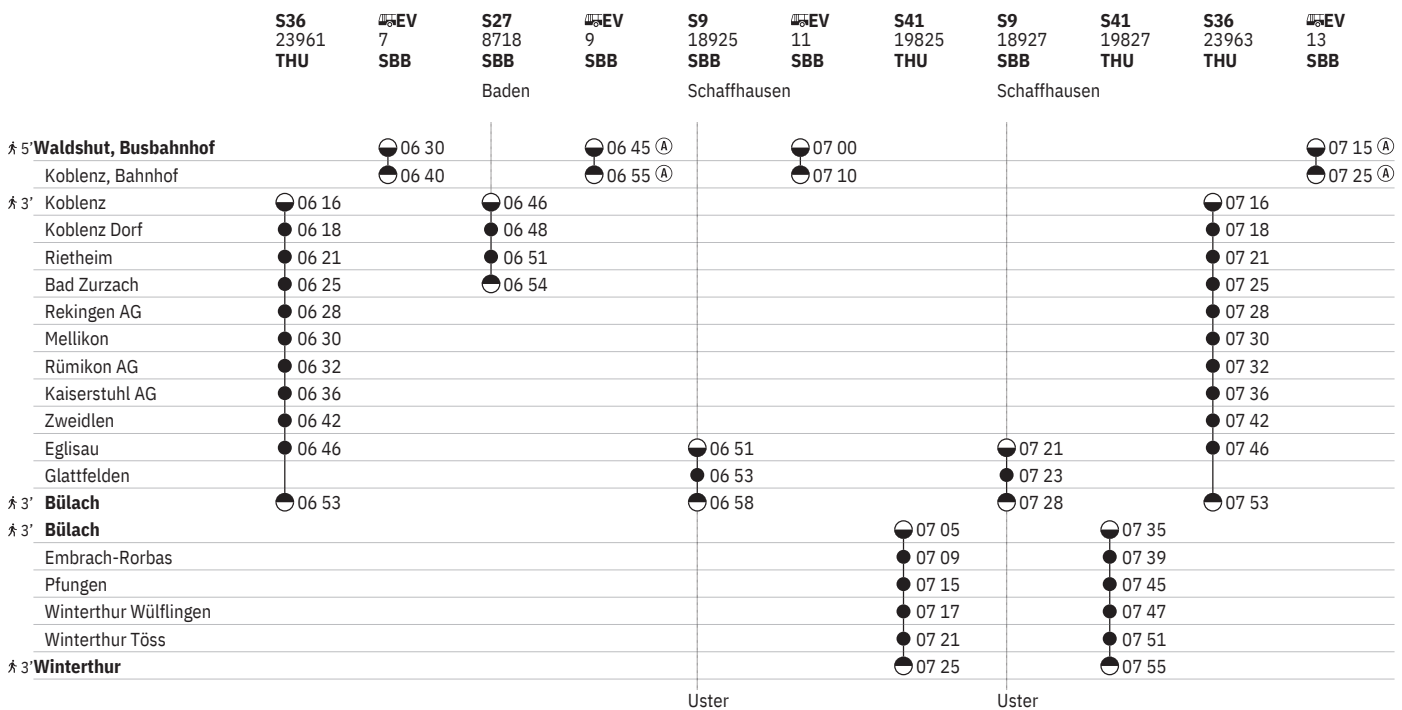 S36 EV S27 EV S9 EV S41 S9 S41 S36 EV
23961 7 8718 9 18925 11 19825 18927 19827 23963 13
THU SBB SBB SBB SBB SBB THU SBB THU THU SBB
Baden Schaffhausen Schaffhausen
5’ Waldshut, Busbahnhof 06 30 06 45 Ⓐ 07 00 07 15 Ⓐ
Koblenz, Bahnhof 06 40 06 55 Ⓐ 07 10 07 25 Ⓐ
3’ Koblenz 06 16 06 46 07 16
Koblenz Dorf 06 18 06 48 07 18
Rietheim 06 21 06 51 07 21
Bad Zurzach 06 25 06 54 07 25
Rekingen AG 06 28 07 28
Mellikon 06 30 07 30
Rümikon AG 06 32 07 32
Kaiserstuhl AG 06 36 07 36
Zweidlen 06 42 07 42
Eglisau 06 46 06 51 07 21 07 46
Glattfelden 06 53 07 23
3’ Bülach 06 53 06 58 07 28 07 53
3’ Bülach 07 05 07 35
Embrach-Rorbas 07 09 07 39
Pfungen 07 15 07 45
Winterthur Wülflingen 07 17 07 47
Winterthur Töss 07 21 07 51
3’ Winterthur 07 25 07 55
Uster Uster